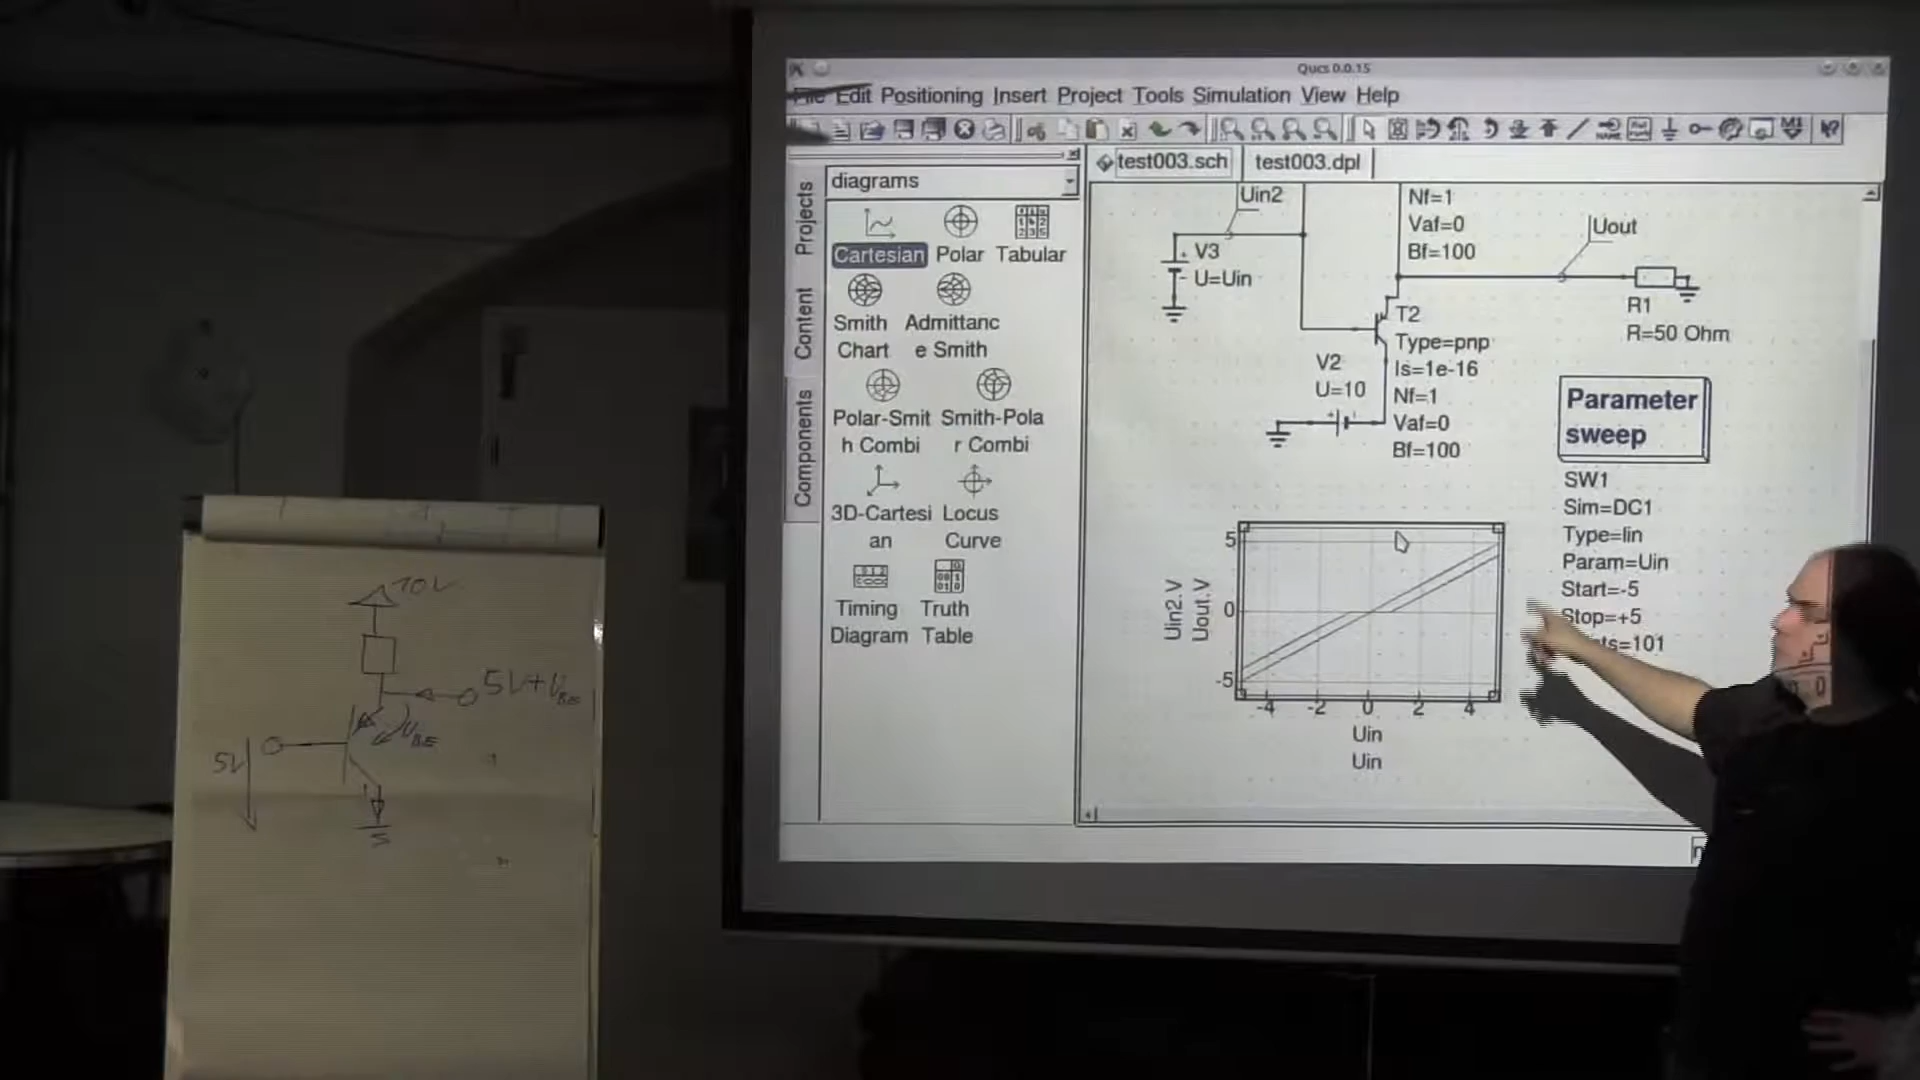 Qucs 0.0.15
File Edit Positioning Insert Project Tools Simulation View Help
test003.sch
test003.dpl
Projects
Content
Components
diagrams
Cartesian
Polar
Tabular
Smith
Chart
Admittanc
e Smith
Polar-Smit
h Combi
Smith-Pola
r Combi
3D-Cartesi
an
Locus
Curve
Timing
Diagram
Truth
Table
Uin2
V3
U=Uin
Nf=1
Vaf=0
Bf=100
Uout
R1
R=50 Ohm
T2
Type=pnp
Is=1e-16
Nf=1
Vaf=0
Bf=100
V2
U=10
Parameter
sweep
SW1
Sim=DC1
Type=lin
Param=Uin
Start=-5
Stop=+5
ts=101
5
0
-5
Uin2.V
Uout.V
-4 -2 0 2 4
Uin
Uin
10V
5V+UBE
UBE
5V